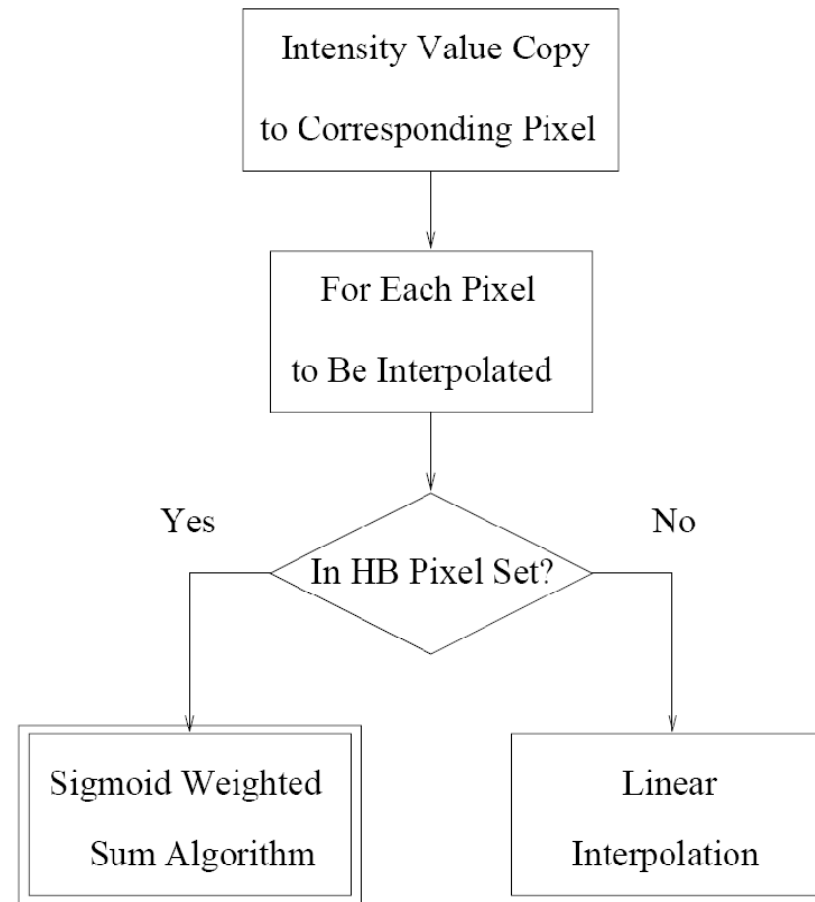 Intensity Value Copy
to Corresponding Pixel
For Each Pixel
to Be Interpolated
Yes
No
In HB Pixel Set?
Sigmoid Weighted
Sum Algorithm
Linear
Interpolation